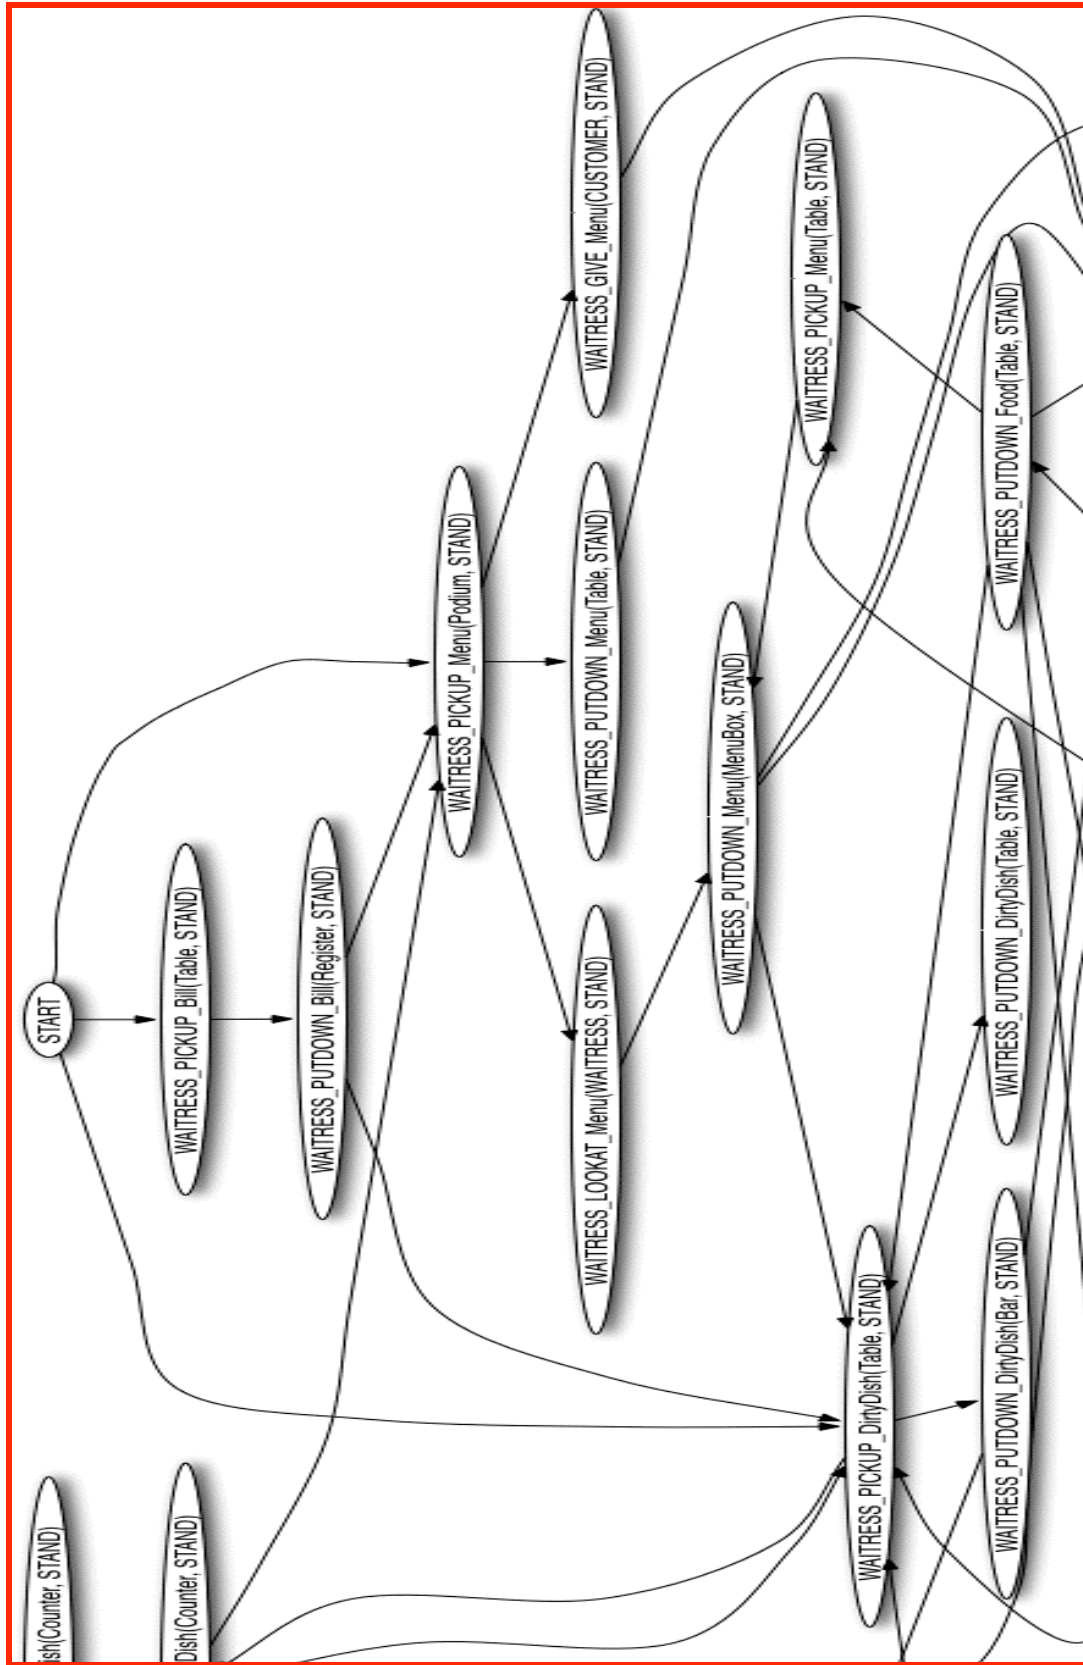 START
WAITRESS_PICKUP_Bill(Table, STAND)
WAITRESS_PUTDOWN_Bill(Register, STAND)
WAITRESS_PICKUP_Menu(Podium, STAND)
WAITRESS_GIVE_Menu(CUSTOMER, STAND)
WAITRESS_PUTDOWN_Menu(Table, STAND)
WAITRESS_LOOKAT_Menu(WAITRESS, STAND)
WAITRESS_PUTDOWN_Menu(MenuBox, STAND)
WAITRESS_PICKUP_Menu(Table, STAND)
WAITRESS_PICKUP_DirtyDish(Table, STAND)
WAITRESS_PUTDOWN_Food(Table, STAND)
WAITRESS_PUTDOWN_DirtyDish(Table, STAND)
WAITRESS_PUTDOWN_DirtyDish(Bar, STAND)
ish(Counter, STAND)
Dish(Counter, STAND)